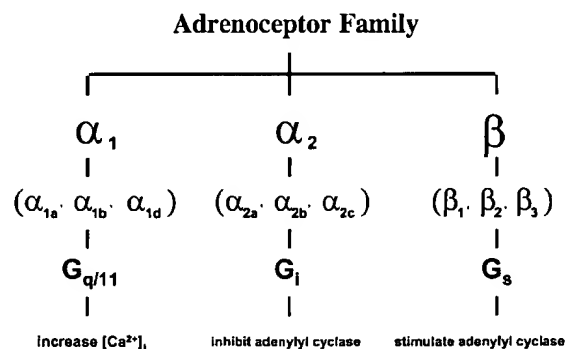 Adrenoceptor Family
α₁ α₂ β
(α₁ₐ, α₁b, α₁d) (α₂ₐ, α₂b, α₂c) (β₁, β₂, β₃)
Gq/11 Gi Gs
increase [Ca²⁺]i inhibit adenylyl cyclase stimulate adenylyl cyclase